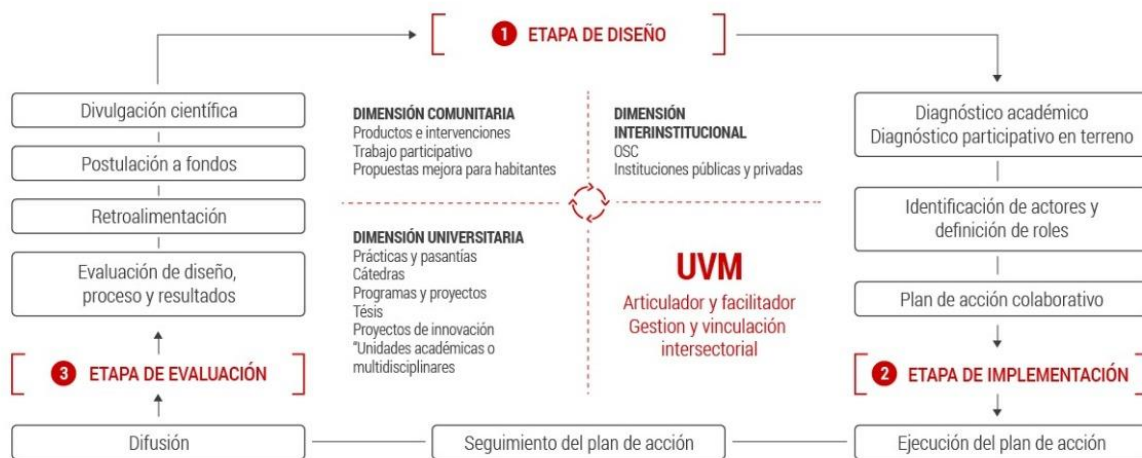 1 ETAPA DE DISEÑO
Divulgación científica
Postulación a fondos
Retroalimentación
Evaluación de diseño,
proceso y resultados
3 ETAPA DE EVALUACIÓN
Difusión
DIMENSIÓN COMUNITARIA
Productos e intervenciones
Trabajo participativo
Propuestas mejora para habitantes
DIMENSIÓN
INTERINSTITUCIONAL
OSC
Instituciones públicas y privadas
DIMENSIÓN UNIVERSITARIA
Prácticas y pasantías
Cátedras
Programas y proyectos
Tésis
Proyectos de innovación
"Unidades académicas o
multidisciplinares
UVM
Articulador y facilitador
Gestion y vinculación
intersectorial
Seguimiento del plan de acción
Diagnóstico académico
Diagnóstico participativo en terreno
Identificación de actores y
definición de roles
Plan de acción colaborativo
2 ETAPA DE IMPLEMENTACIÓN
Ejecución del plan de acción